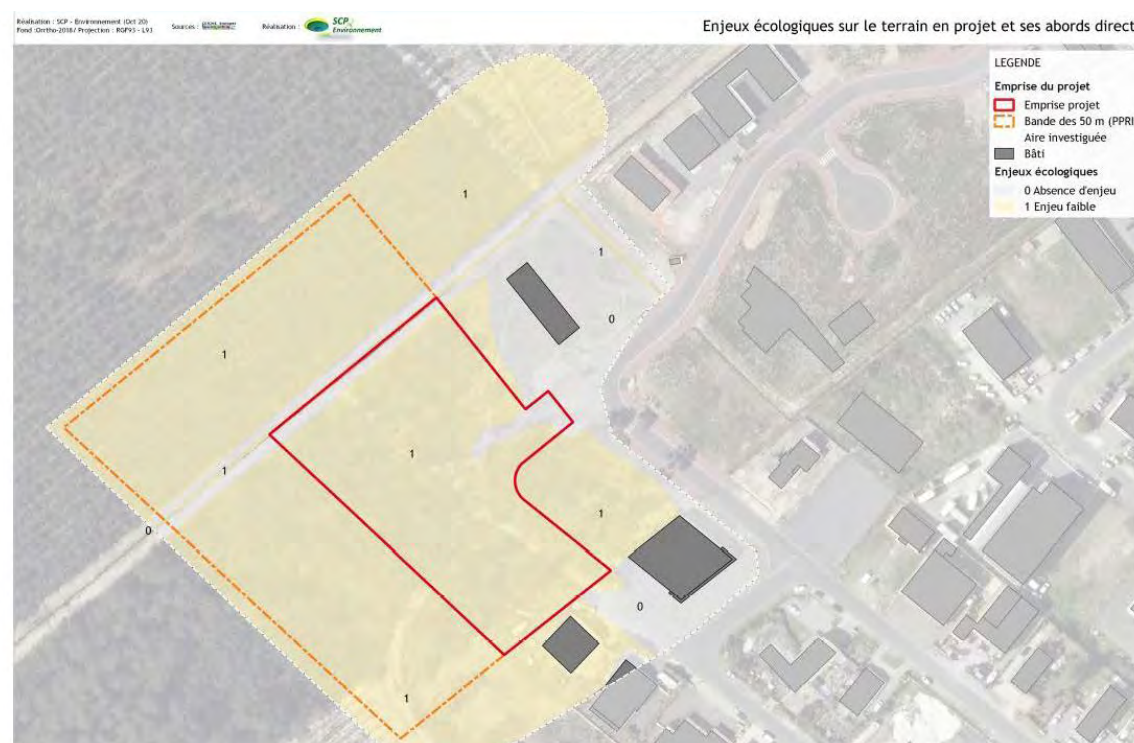 Réalisation : SCP - Environnement (Oct 20)
Fond :Ortho-2018/ Projection : RGF93 - L93
Sources :
Réalisation :
SCP
Environnement
Enjeux écologiques sur le terrain en projet et ses abords direct
LEGENDE
Emprise du projet
Emprise projet
Bande des 50 m (PPRI
Aire investiguée
Bâti
Enjeux écologiques
0 Absence d'enjeu
1 Enjeu faible
1
1
0
1
1
1
1
0
0
1